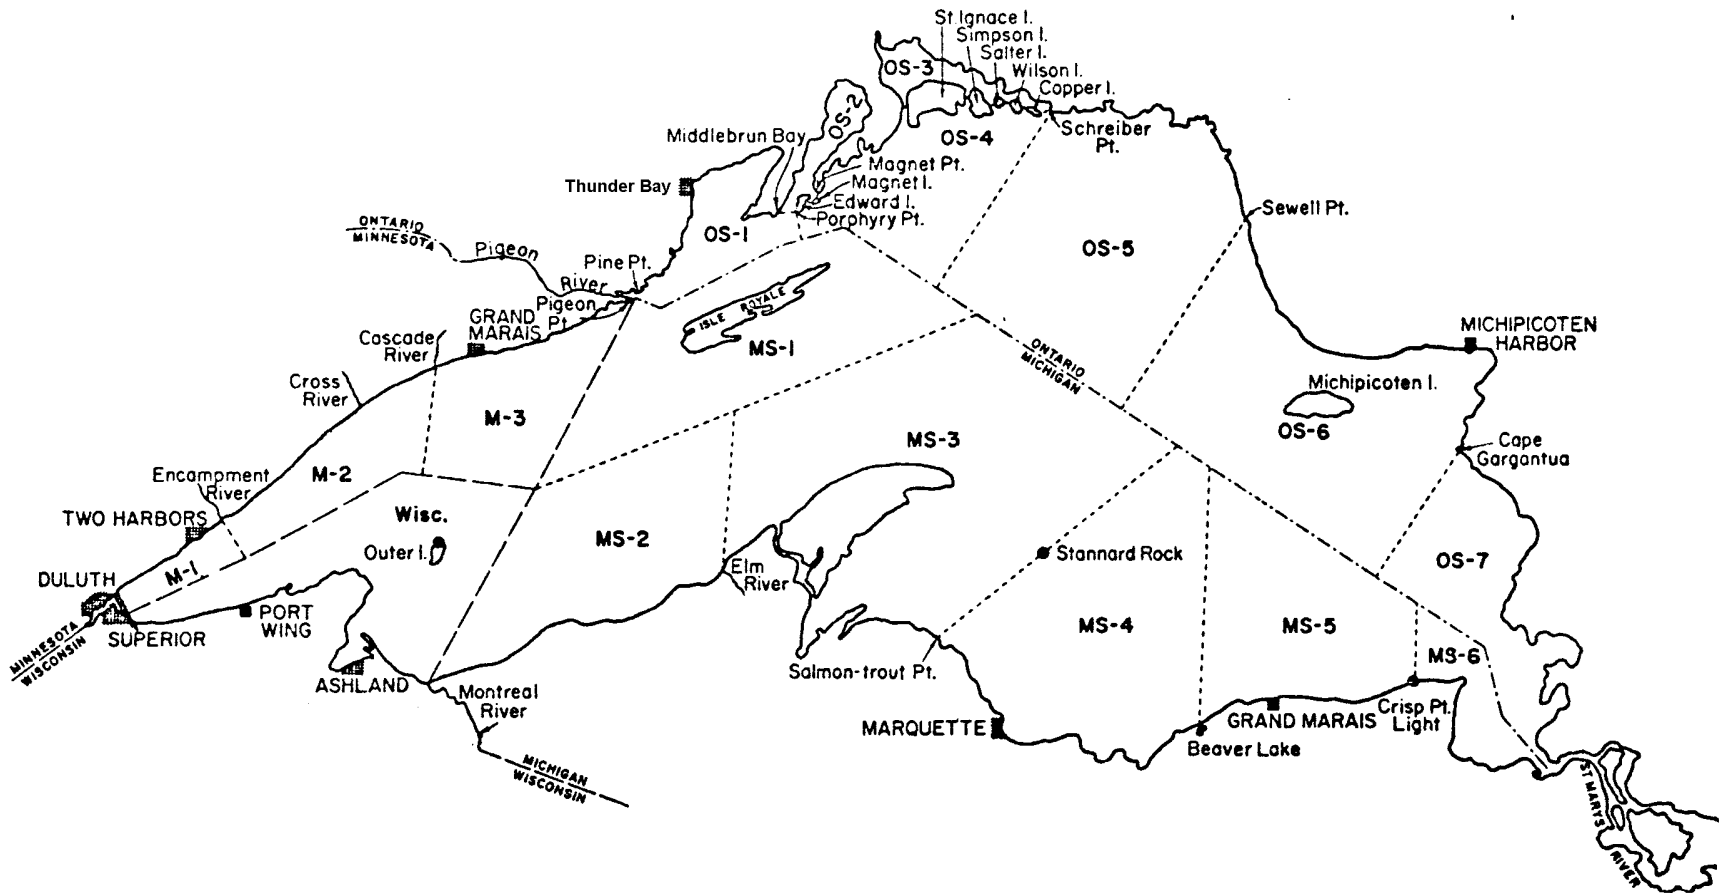 St. Ignace I.
Simpson I.
Salter I.
Wilson I.
Copper I.
OS-3
OS-2
OS-4
Schreiber
Pt.
Middlebrun Bay
Magnet Pt.
Magnet I.
Edward I.
Porphyry Pt.
Thunder Bay
OS-1
OS-5
Sewell Pt.
ONTARIO
MINNESOTA
Pigeon
River
Pine Pt.
Pigeon
Pt.
GRAND
MARAIS
Cascade
River
Cross
River
ISLE ROYALE
MS-1
ONTARIO
MICHIGAN
MICHIPICOTEN
HARBOR
Michipicoten I.
OS-6
Cape
Gargantua
M-3
M-2
MS-3
Encampment
River
TWO HARBORS
Wisc.
Outer I.
MS-2
Elm
River
Stannard Rock
OS-7
M-1
DULUTH
SUPERIOR
PORT
WING
MINNESOTA
WISCONSIN
ASHLAND
Montreal
River
MICHIGAN
WISCONSIN
Salmon-trout Pt.
MS-4
MS-5
MS-6
MARQUETTE
Beaver Lake
GRAND MARAIS
Crisp Pt.
Light
ST MARYS
RIVER